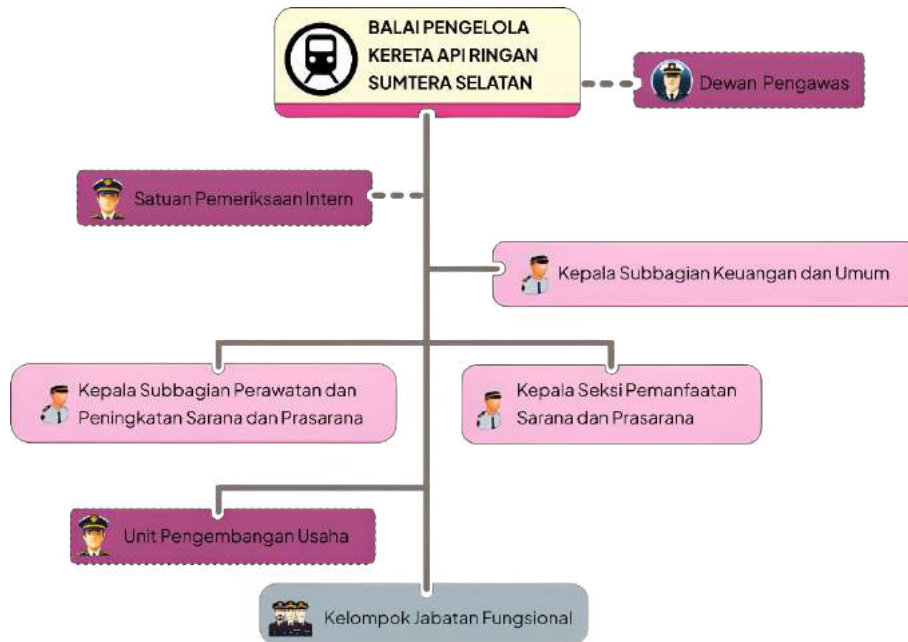 BALAI PENGELOLA
KERETA API RINGAN
SUMTERA SELATAN
Dewan Pengawas
Satuan Pemeriksaan Intern
Kepala Subbagian Keuangan dan Umum
Kepala Subbagian Perawatan dan
Peningkatan Sarana dan Prasarana
Kepala Seksi Pemanfaatan
Sarana dan Prasarana
Unit Pengembangan Usaha
Kelompok Jabatan Fungsional